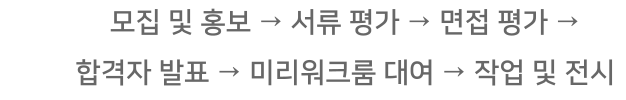 모집 및 홍보 → 서류 평가 → 면접 평가 →
합격자 발표 → 미리워크룸 대여 → 작업 및 전시